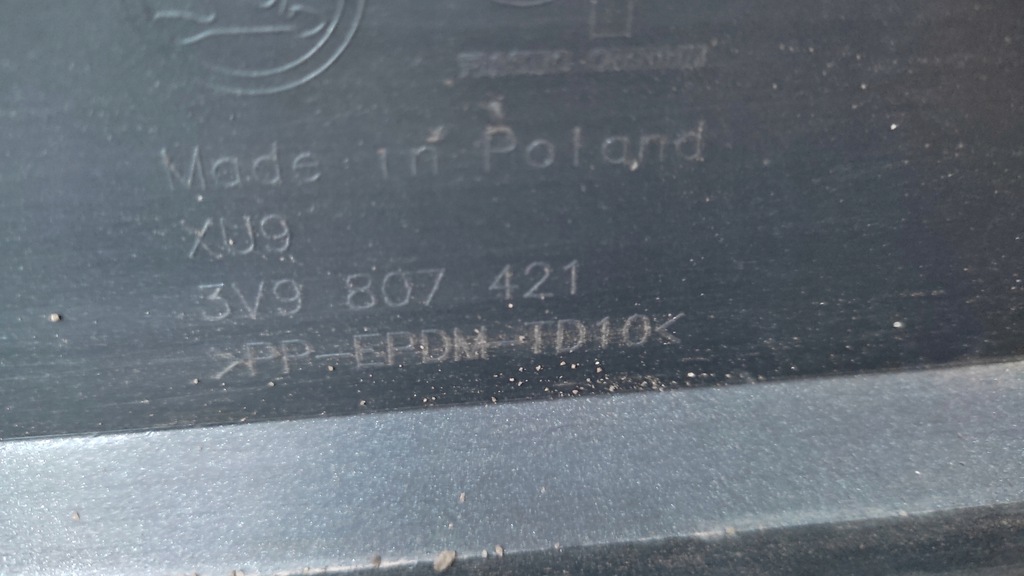 Made in Poland
XU9
3V9 807 421
>PP-EPDM-TD10<